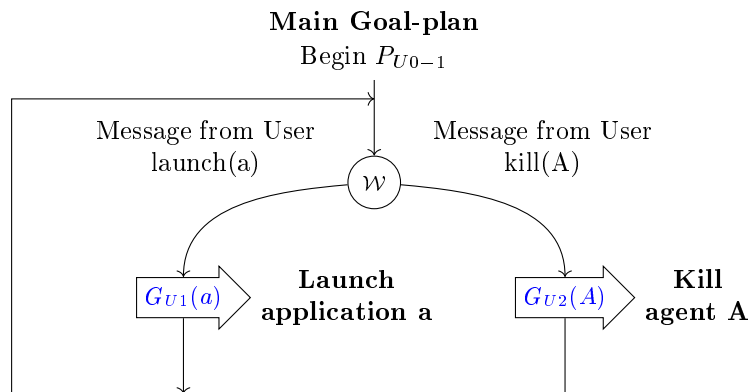 Main Goal-plan
Begin P_{U0−1}
Message from User
launch(a)
Message from User
kill(A)
𝒲
G_{U1}(a)
Launch
application a
G_{U2}(A)
Kill
agent A